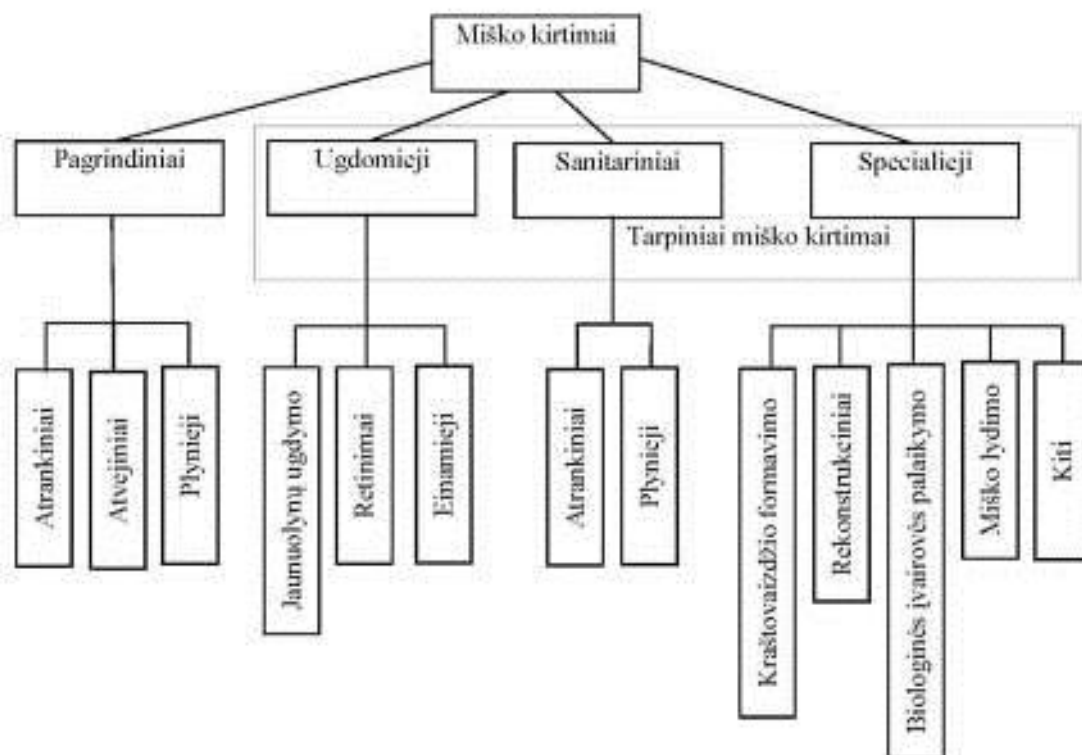 Miško kirtimai
Pagrindiniai
Ugdomieji
Sanitariniai
Specialieji
Tarpiniai miško kirtimai
Atrankiniai
Atvejiniai
Plynieji
Jaunuolynų ugdymo
Retinimai
Einamieji
Atrankiniai
Plynieji
Kraštovaizdžio formavimo
Rekonstrukciniai
Biologinės įvairovės palaikymo
Miško lydimo
Kiti